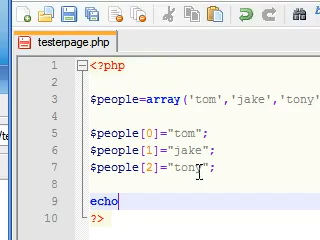 testerpage.php
1 <?php
2
3 $people=array('tom','jake','tony'
4
5 $people[0]="tom";
6 $people[1]="jake";
7 $people[2]="tony";
8
9 echo
10 ?>